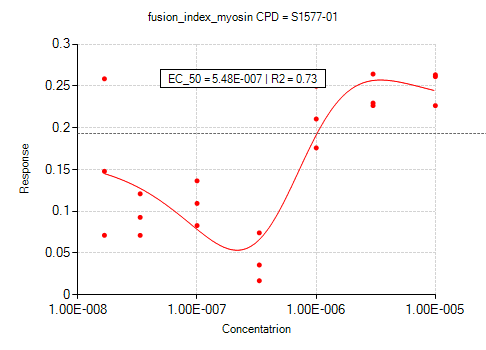 fusion_index_myosin CPD = S1577-01
0.3
EC_50 = 5.48E-007 | R2 = 0.73
0.25
0.2
0.15
0.1
0.05
0
Response
1.00E-008 1.00E-007 1.00E-006 1.00E-005
Concentatrion